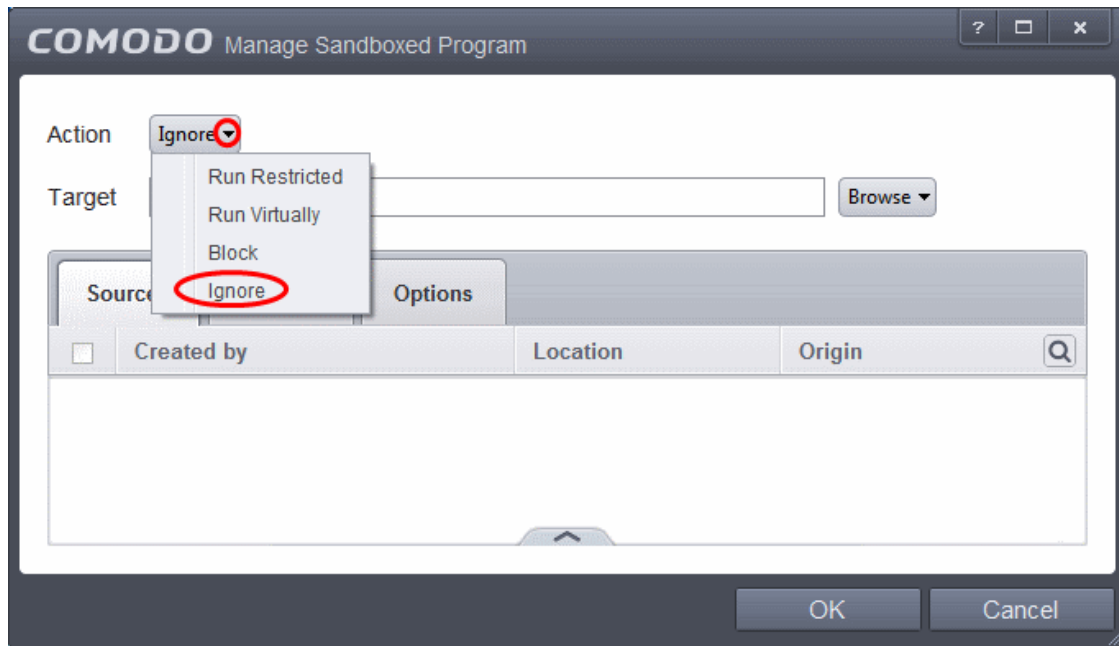 COMODO Manage Sandboxed Program
?
Action Ignore
Run Restricted
Target Browse
Run Virtually
Block
Ignore
Source Options
Created by Location Origin
OK Cancel